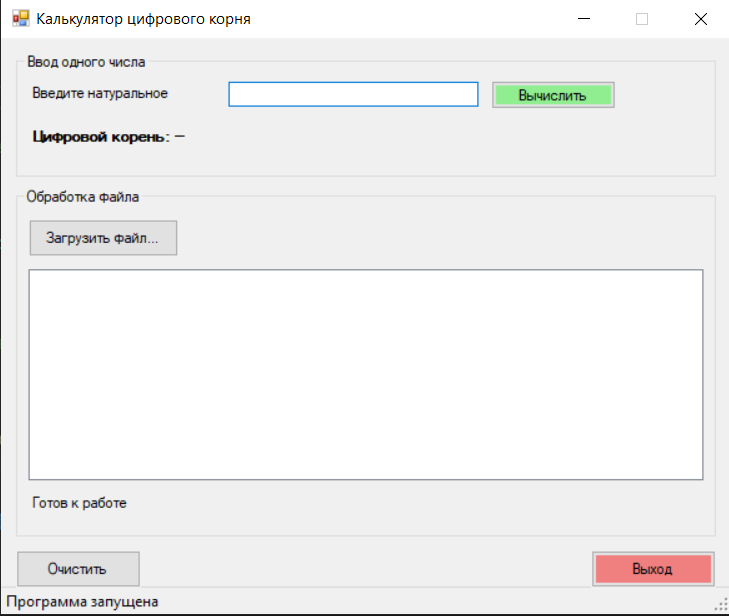 Калькулятор цифрового корня
Ввод одного числа
Введите натуральное
Вычислить
Цифровой корень: —
Обработка файла
Загрузить файл...
Готов к работе
Очистить
Выход
Программа запущена